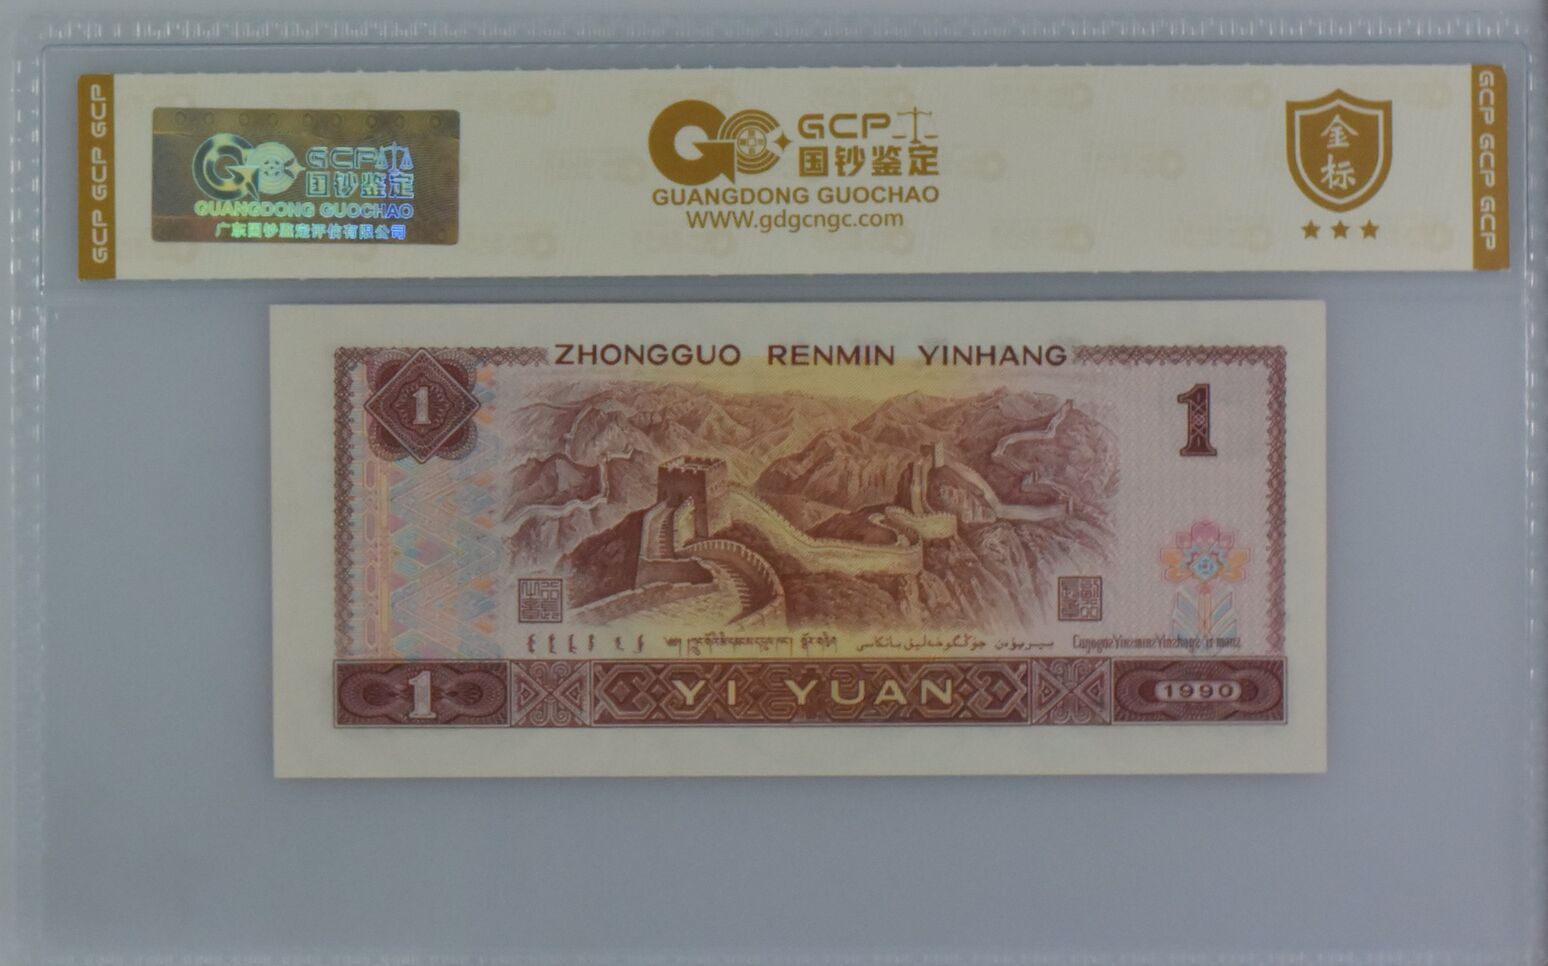 GCP GCP GCP
GCP 国钞鉴定
GUANGDONG GUOCHAO
广东国钞鉴定评估有限公司
GCP
国钞鉴定
GUANGDONG GUOCHAO
WWW.gdgcngc.com
金标
GCP GCP GCP
ZHONGGUO RENMIN YINHANG
1
1
1 YI YUAN 1990